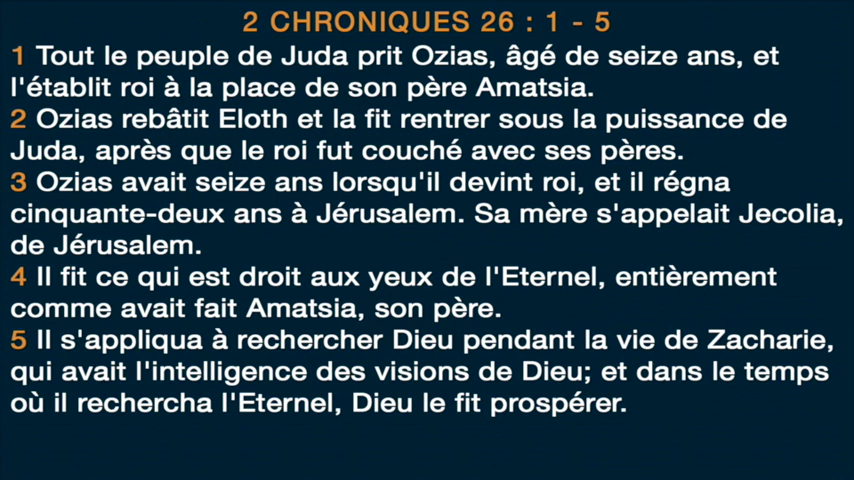 2 CHRONIQUES 26 : 1 - 5
1 Tout le peuple de Juda prit Ozias, âgé de seize ans, et
l'établit roi à la place de son père Amatsia.
2 Ozias rebâtit Eloth et la fit rentrer sous la puissance de
Juda, après que le roi fut couché avec ses pères.
3 Ozias avait seize ans lorsqu'il devint roi, et il régna
cinquante-deux ans à Jérusalem. Sa mère s'appelait Jecolia,
de Jérusalem.
4 Il fit ce qui est droit aux yeux de l'Eternel, entièrement
comme avait fait Amatsia, son père.
5 Il s'appliqua à rechercher Dieu pendant la vie de Zacharie,
qui avait l'intelligence des visions de Dieu; et dans le temps
où il rechercha l'Eternel, Dieu le fit prospérer.